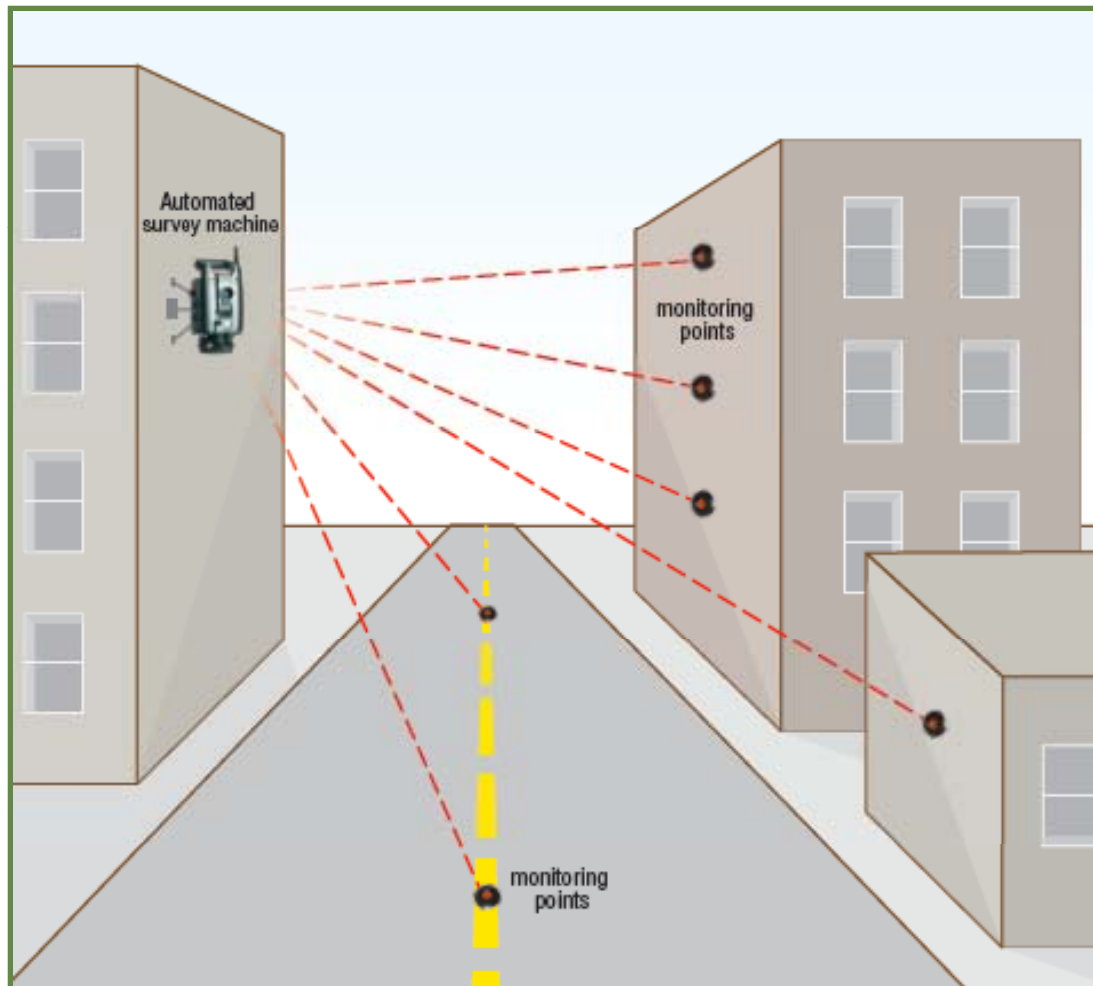 Automated
survey machine
monitoring
points
monitoring
points